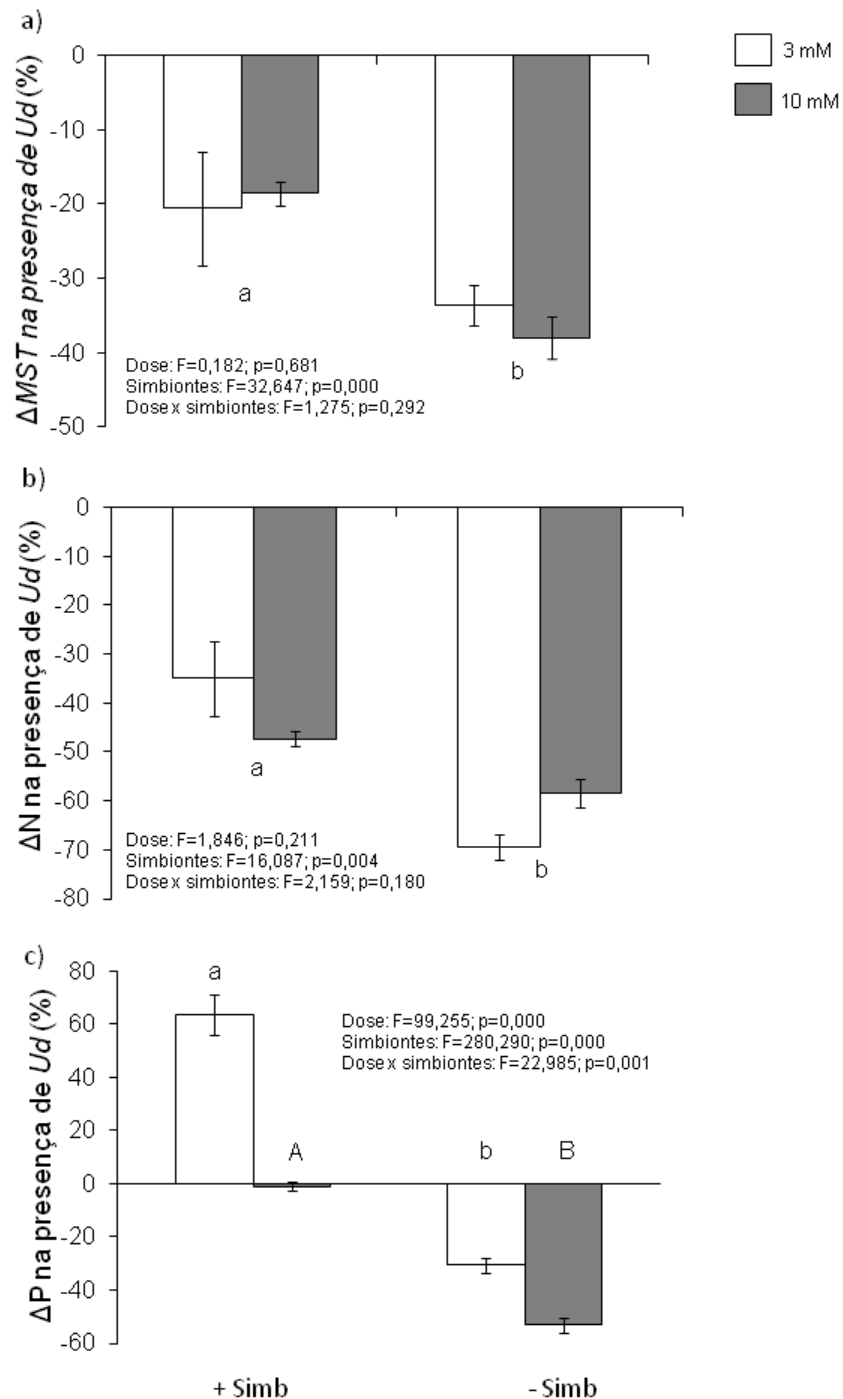 a)
3 mM
10 mM
ΔMST na presença de Ud (%)
0
-10
-20
-30
-40
-50
a
b
Dose: F=0,182; p=0,681
Simbiontes: F=32,647; p=0,000
Dose x simbiontes: F=1,275; p=0,292
b)
ΔN na presença de Ud (%)
0
-10
-20
-30
-40
-50
-60
-70
-80
a
b
Dose: F=1,846; p=0,211
Simbiontes: F=16,087; p=0,004
Dose x simbiontes: F=2,159; p=0,180
c)
ΔP na presença de Ud (%)
80
60
40
20
0
-20
-40
-60
a
A
b
B
Dose: F=99,255; p=0,000
Simbiontes: F=280,290; p=0,000
Dose x simbiontes: F=22,985; p=0,001
+ Simb
- Simb